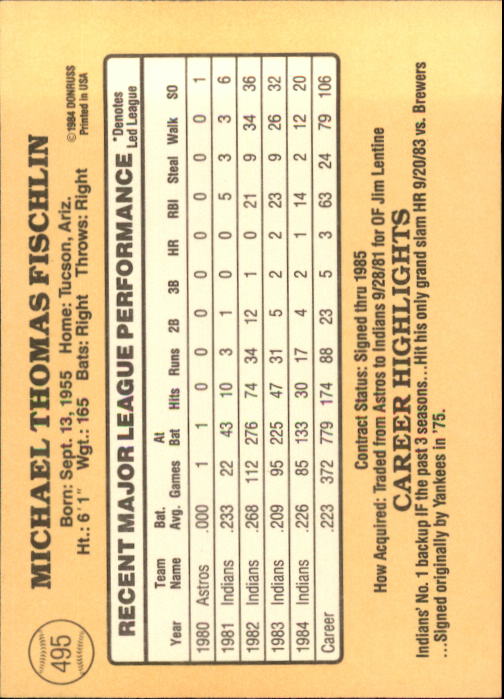 495
MICHAEL THOMAS FISCHLIN
Born: Sept. 13, 1955 Home: Tucson, Ariz.
Ht.: 6'1" Wgt.: 165 Bats: Right Throws: Right
©1984 DONRUSS
Printed in USA
RECENT MAJOR LEAGUE PERFORMANCE *Denotes Led League
Year Team Name Bat. Avg. Games At Bat Hits Runs 2B 3B HR RBI Steal Walk SO
1980 Astros .000 1 1 0 0 0 0 0 0 0 0 1
1981 Indians .233 22 43 10 3 1 0 0 5 3 3 6
1982 Indians .268 112 276 74 34 12 1 0 21 9 34 36
1983 Indians .209 95 225 47 31 5 2 2 23 9 26 32
1984 Indians .226 85 133 30 17 4 2 1 14 2 12 20
Career .223 372 779 174 88 23 5 3 63 24 79 106
Contract Status: Signed thru 1985
How Acquired: Traded from Astros to Indians 9/28/81 for OF Jim Lentine
CAREER HIGHLIGHTS
Indians' No. 1 backup IF the past 3 seasons...Hit his only grand slam HR 9/20/83 vs. Brewers
...Signed originally by Yankees in '75.